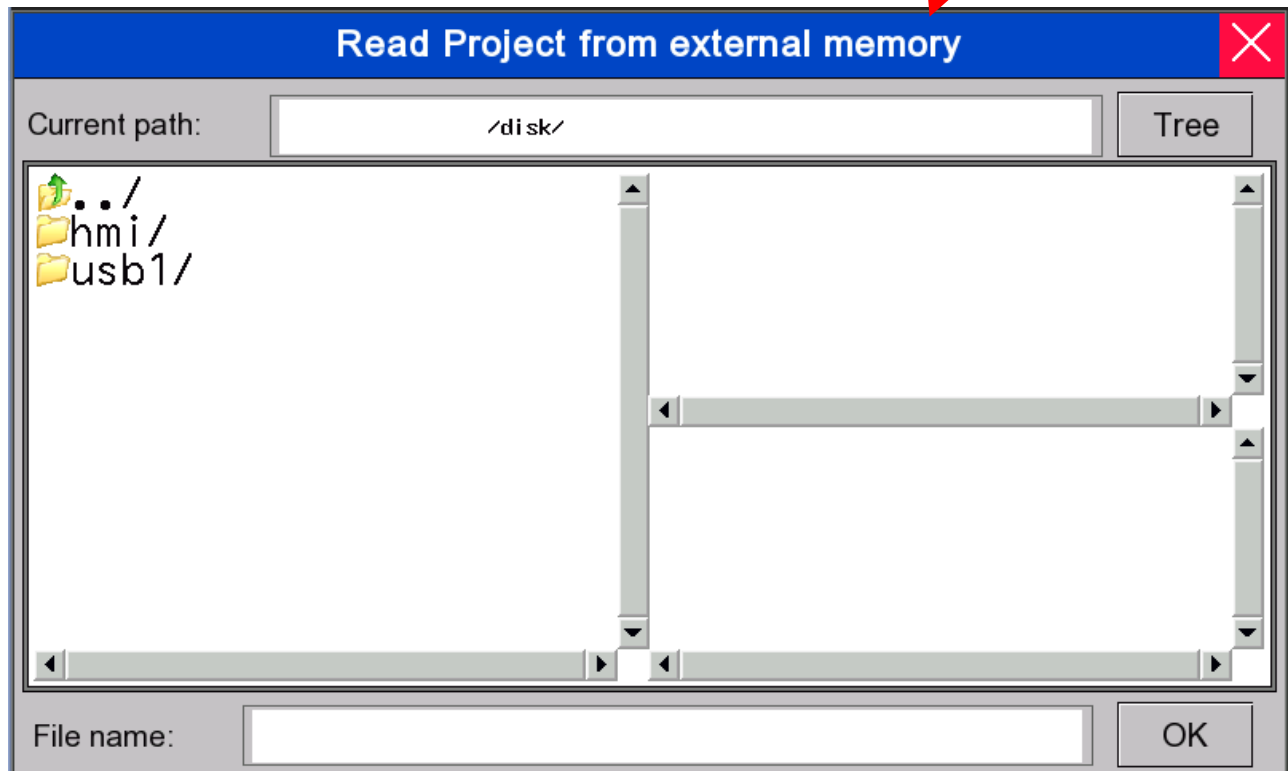 Read Project from external memory
Current path: /disk/ Tree
../
hmi/
usb1/
File name: OK